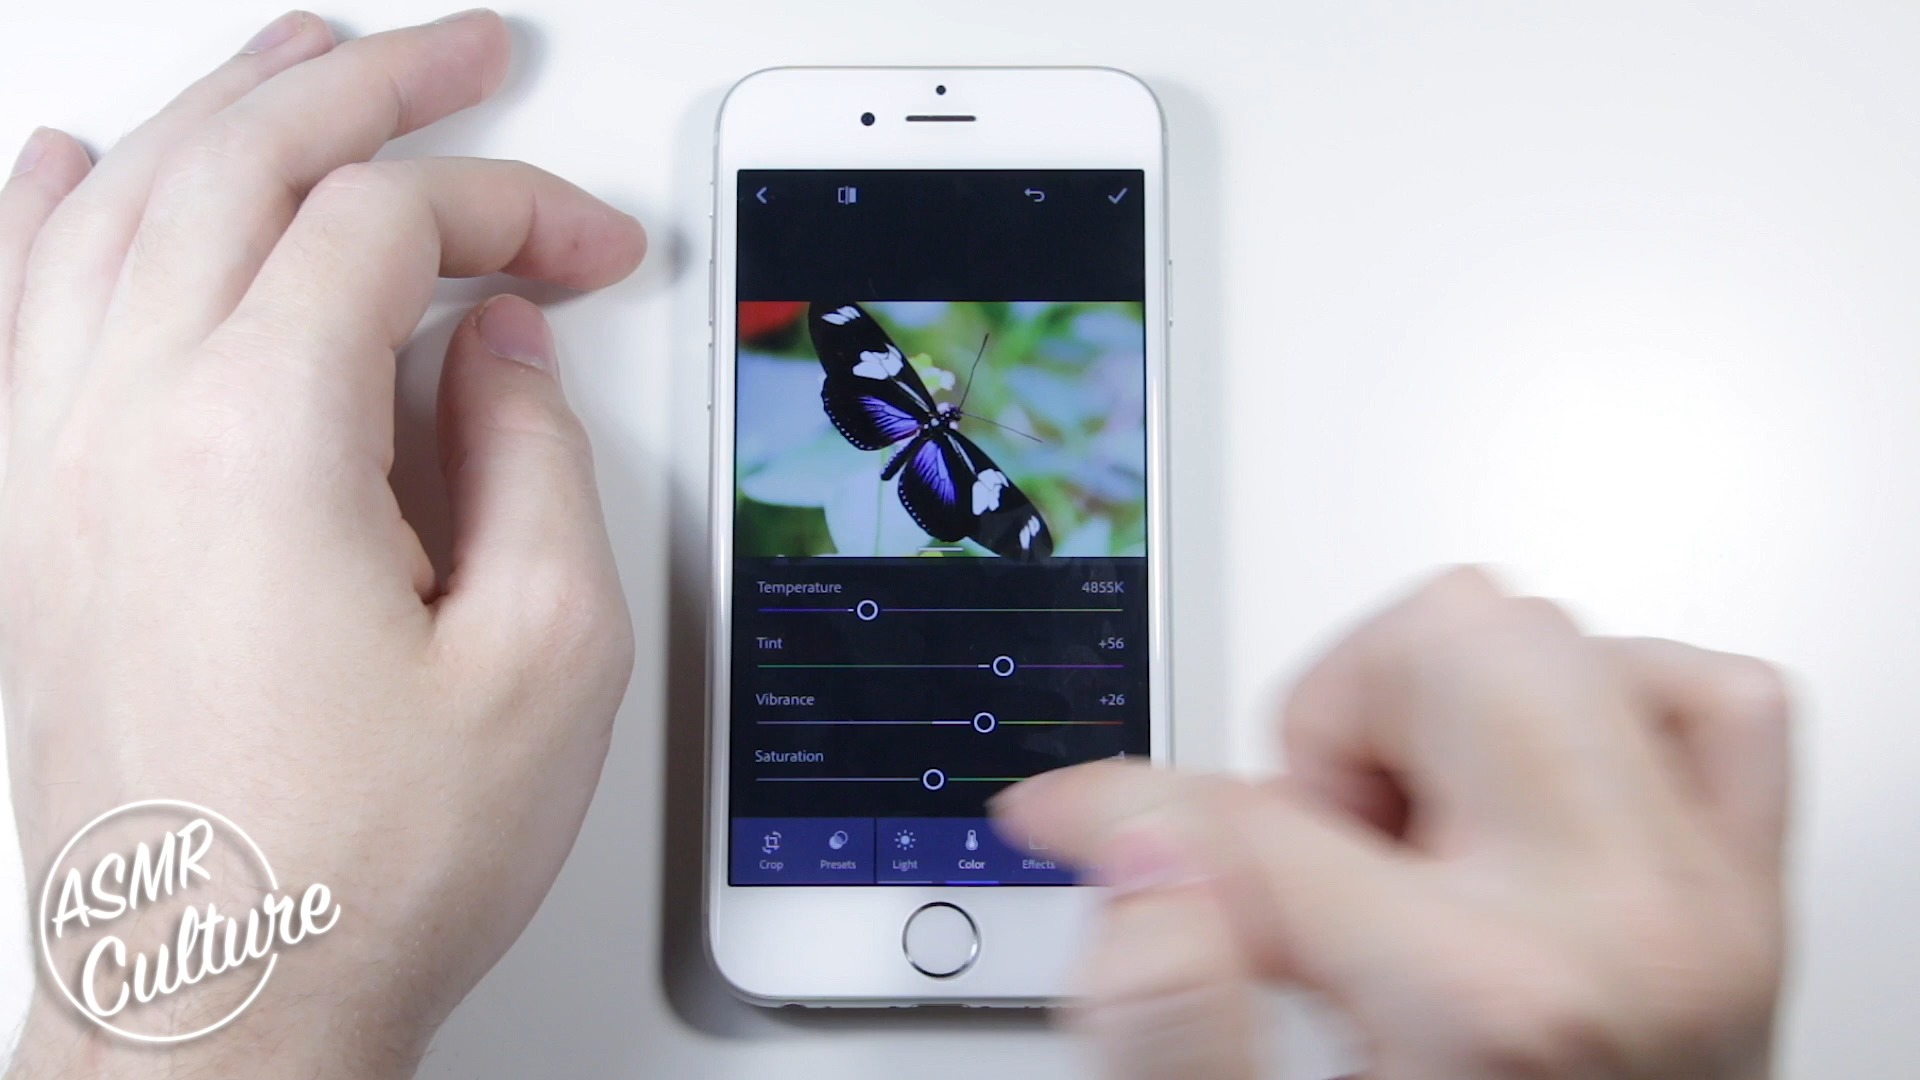 Temperature 4855K
Tint +56
Vibrance +26
Saturation
Crop Presets Light Color Effects
ASMR
Culture